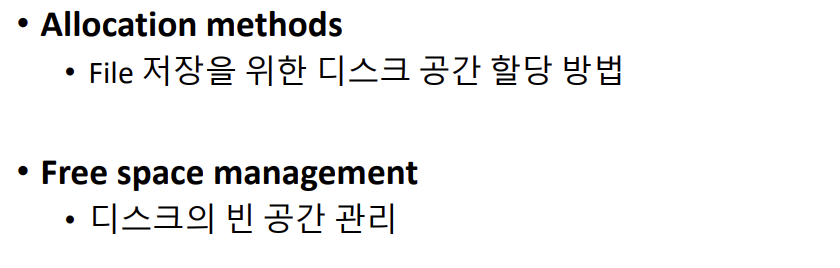 • Allocation methods
• File 저장을 위한 디스크 공간 할당 방법
• Free space management
• 디스크의 빈 공간 관리